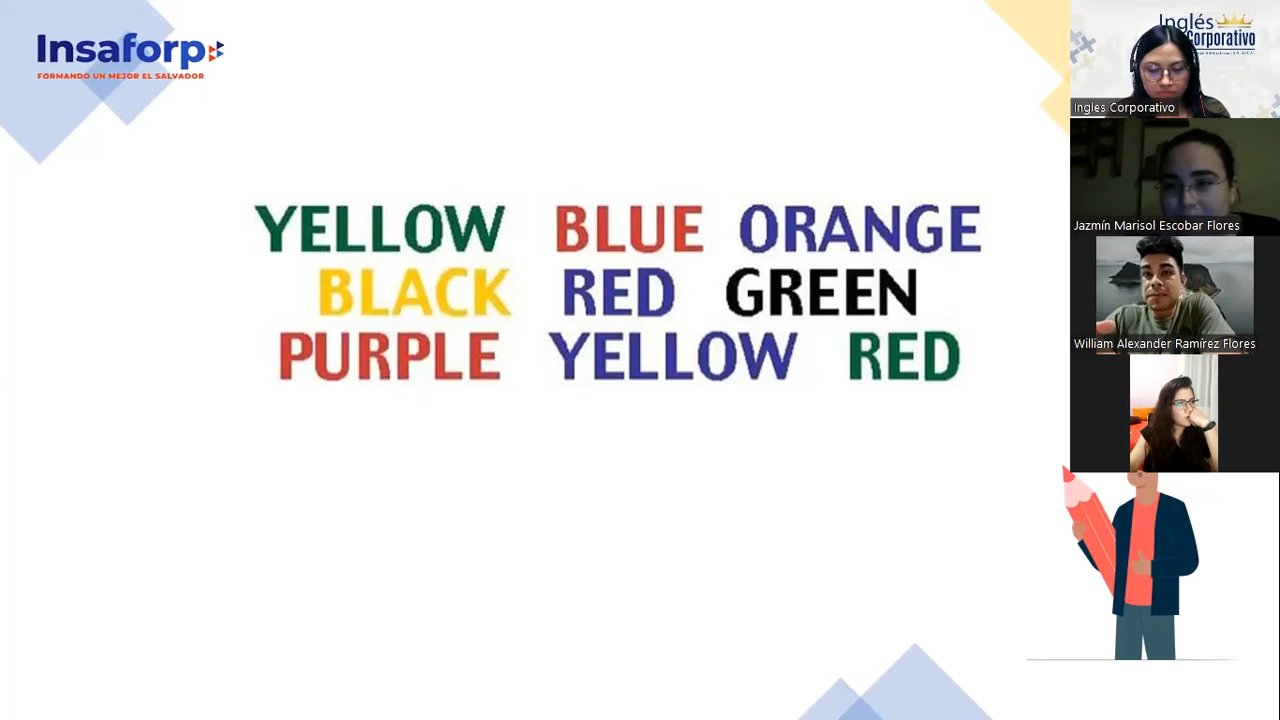 Insaforp
FORMANDO UN MEJOR EL SALVADOR
YELLOW BLUE ORANGE
BLACK RED GREEN
PURPLE YELLOW RED
Inglés
Corporativo
Ingles Corporativo
Jazmín Marisol Escobar Flores
William Alexander Ramírez Flores